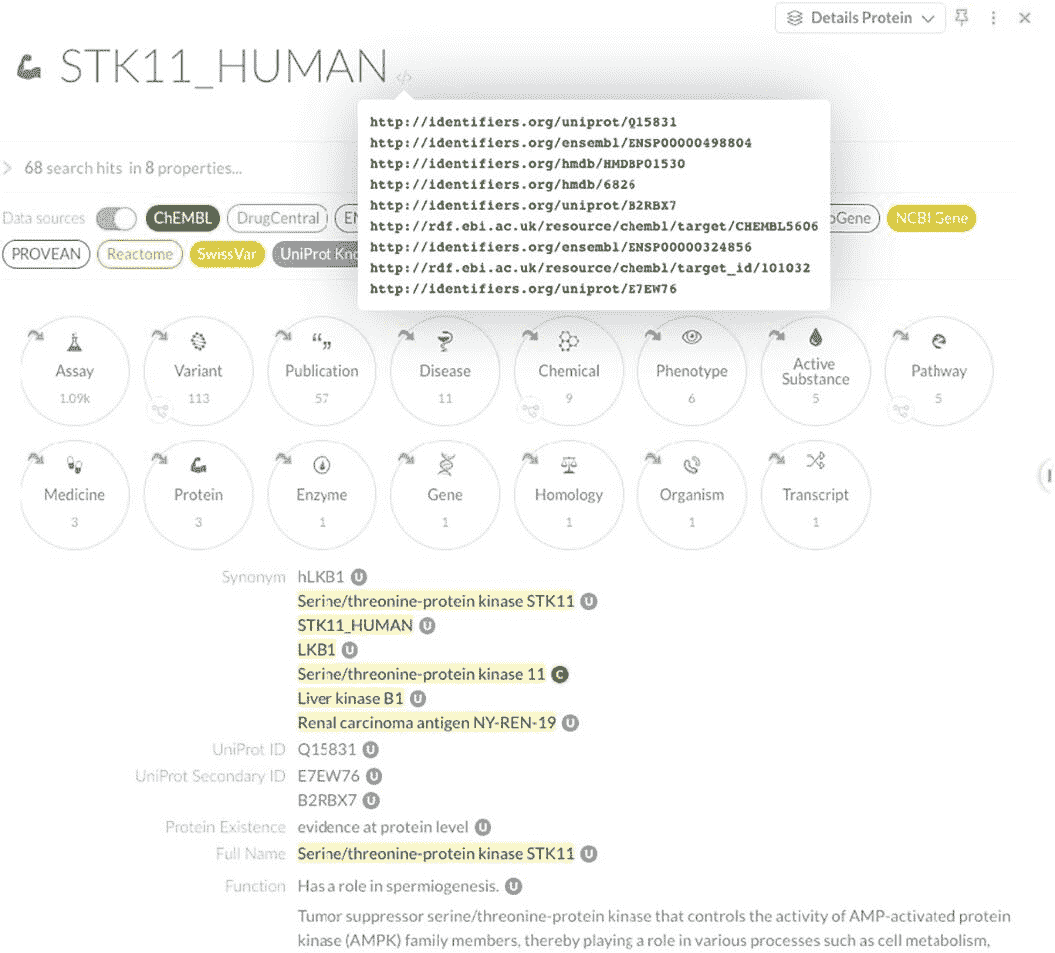 Details Protein
STK11_HUMAN </>
http://identifiers.org/uniprot/Q15831
http://identifiers.org/ensembl/ENSP00000498804
http://identifiers.org/hmdb/HMDBP01530
http://identifiers.org/hmdb/6826
http://identifiers.org/uniprot/B2RBX7
http://rdf.ebi.ac.uk/resource/chembl/target/CHEMBL5606
http://identifiers.org/ensembl/ENSP00000324856
http://rdf.ebi.ac.uk/resource/chembl/target_id/101032
http://identifiers.org/uniprot/E7EW76
68 search hits in 8 properties...
Data sources ChEMBL DrugCentral EN oGene NCBI Gene
PROVEAN Reactome SwissVar UniProt Kno
Assay Variant Publication Disease Chemical Phenotype Active Substance Pathway
1.09k 113 57 11 9 6 5 5
Medicine Protein Enzyme Gene Homology Organism Transcript
3 3 1 1 1 1 1
Synonym hLKB1 U
Serine/threonine-protein kinase STK11 U
STK11_HUMAN U
LKB1 U
Serine/threonine-protein kinase 11 C
Liver kinase B1 U
Renal carcinoma antigen NY-REN-19 U
UniProt ID Q15831 U
UniProt Secondary ID E7EW76 U
B2RBX7 U
Protein Existence evidence at protein level U
Full Name Serine/threonine-protein kinase STK11 U
Function Has a role in spermiogenesis. U
Tumor suppressor serine/threonine-protein kinase that controls the activity of AMP-activated protein
kinase (AMPK) family members, thereby playing a role in various processes such as cell metabolism,